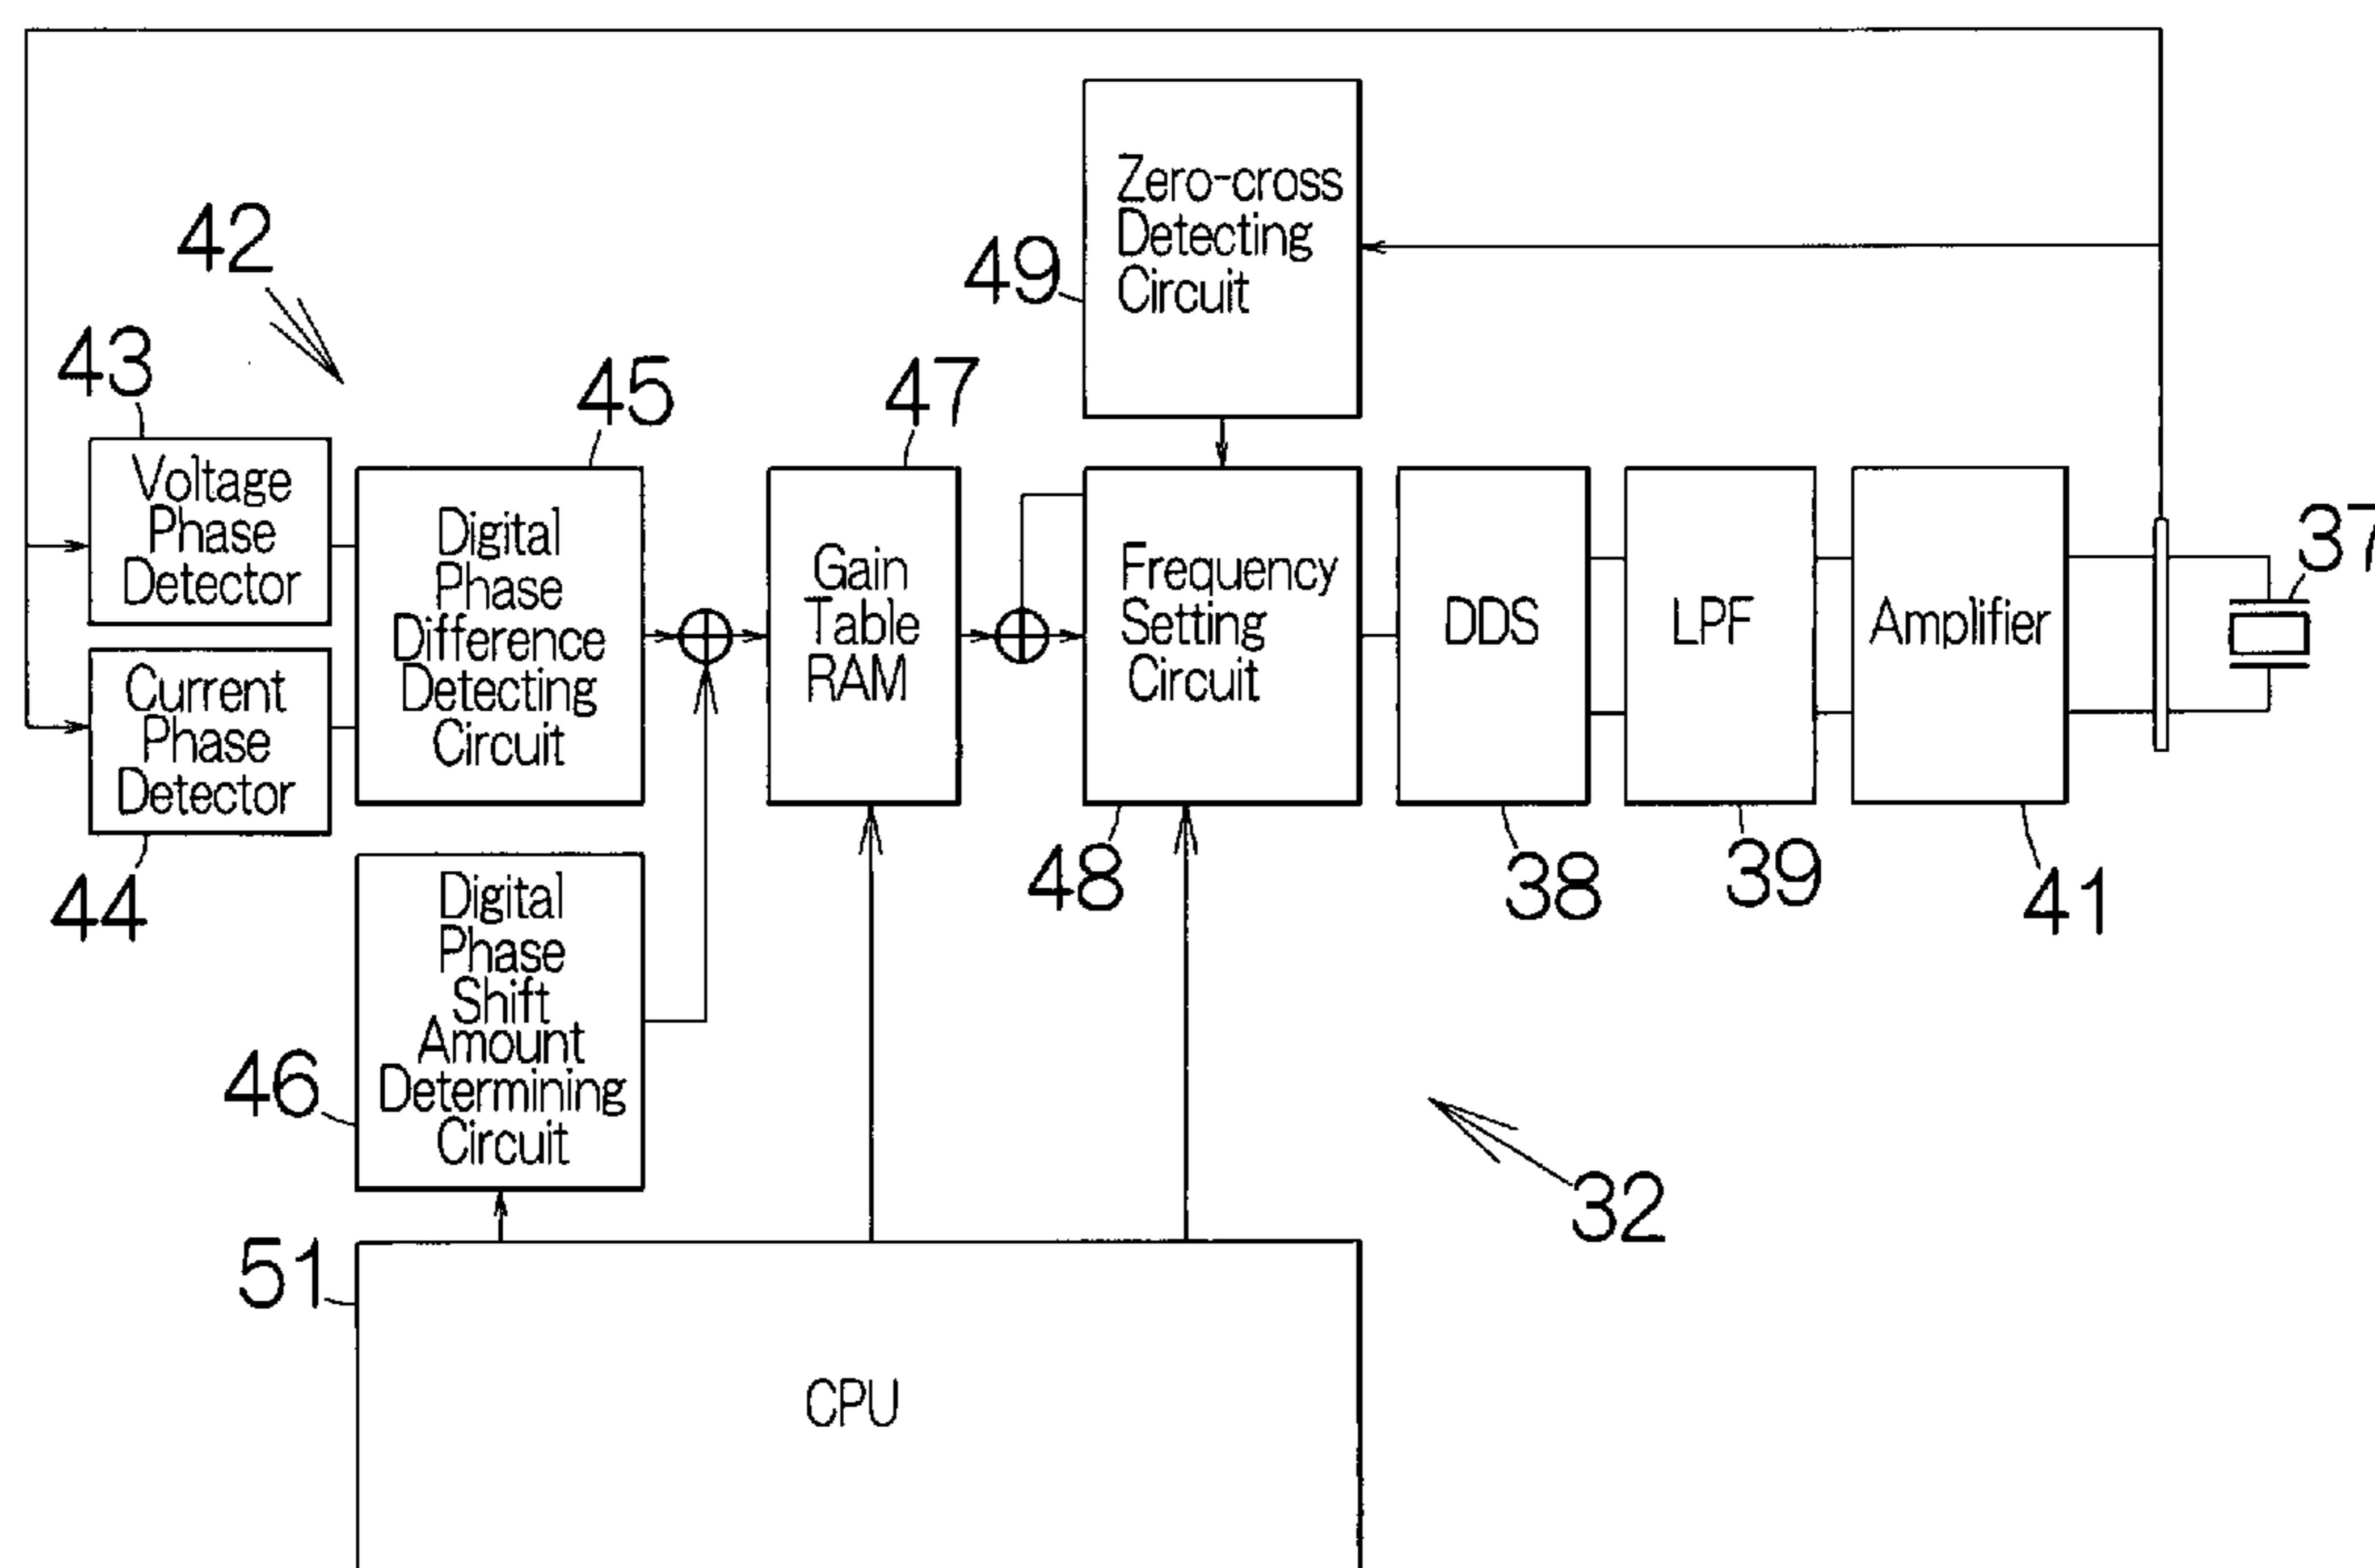 Zero-cross
Detecting
Circuit
49
42
43
45
47
Voltage
Phase
Detector
Current
Phase
Detector
44
Digital
Phase
Difference
Detecting
Circuit
Gain
Table
RAM
Frequency
Setting
Circuit
48
DDS
38
LPF
39
Amplifier
41
37
Digital
Phase
Shift
Amount
Determining
Circuit
46
32
51
CPU